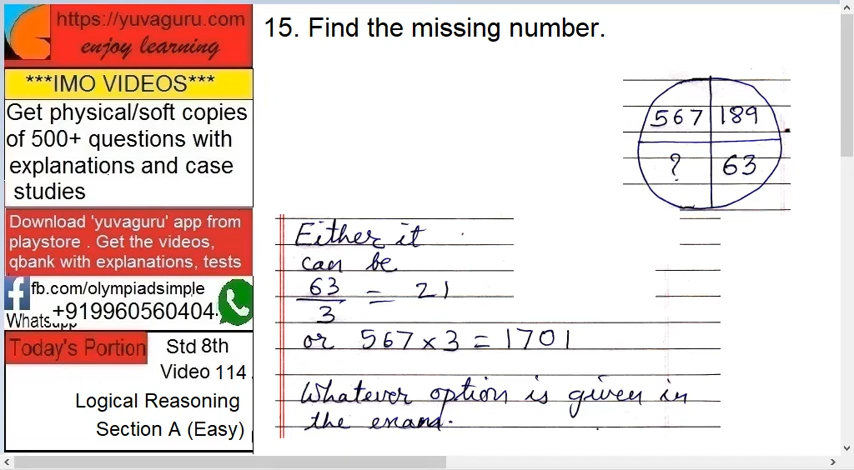 https://yuvaguru.com
enjoy learning
***IMO VIDEOS***
Get physical/soft copies
of 500+ questions with
explanations and case
studies
Download 'yuvaguru' app from
playstore . Get the videos,
qbank with explanations, tests
fb.com/olympiadsimple
+919960560404.
Whatsupp
Today's Portion
Std 8th
Video 114
Logical Reasoning
Section A (Easy)
15. Find the missing number.
567 189
? 63
Either it
can be
63/3 = 21
or 567 x 3 = 1701
Whatever option is given in
the exam.